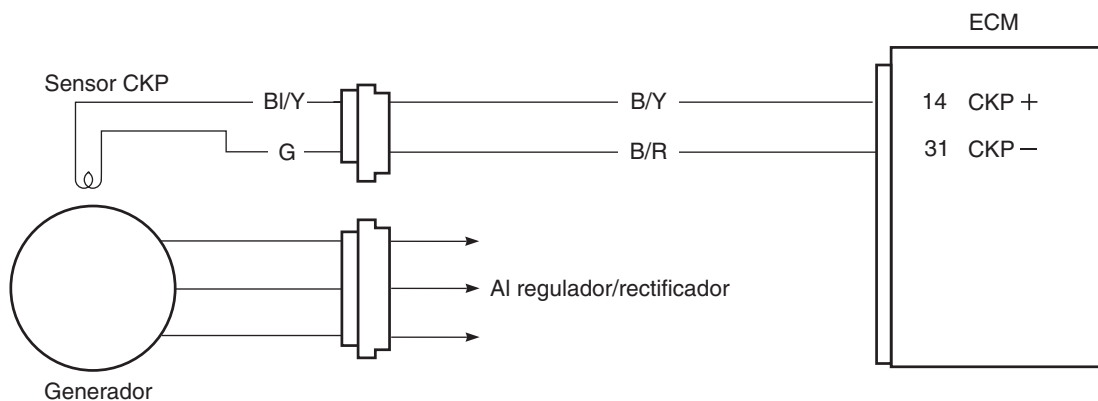 ECM
Sensor CKP
Bl/Y B/Y 14 CKP +
G B/R 31 CKP −
Al regulador/rectificador
Generador